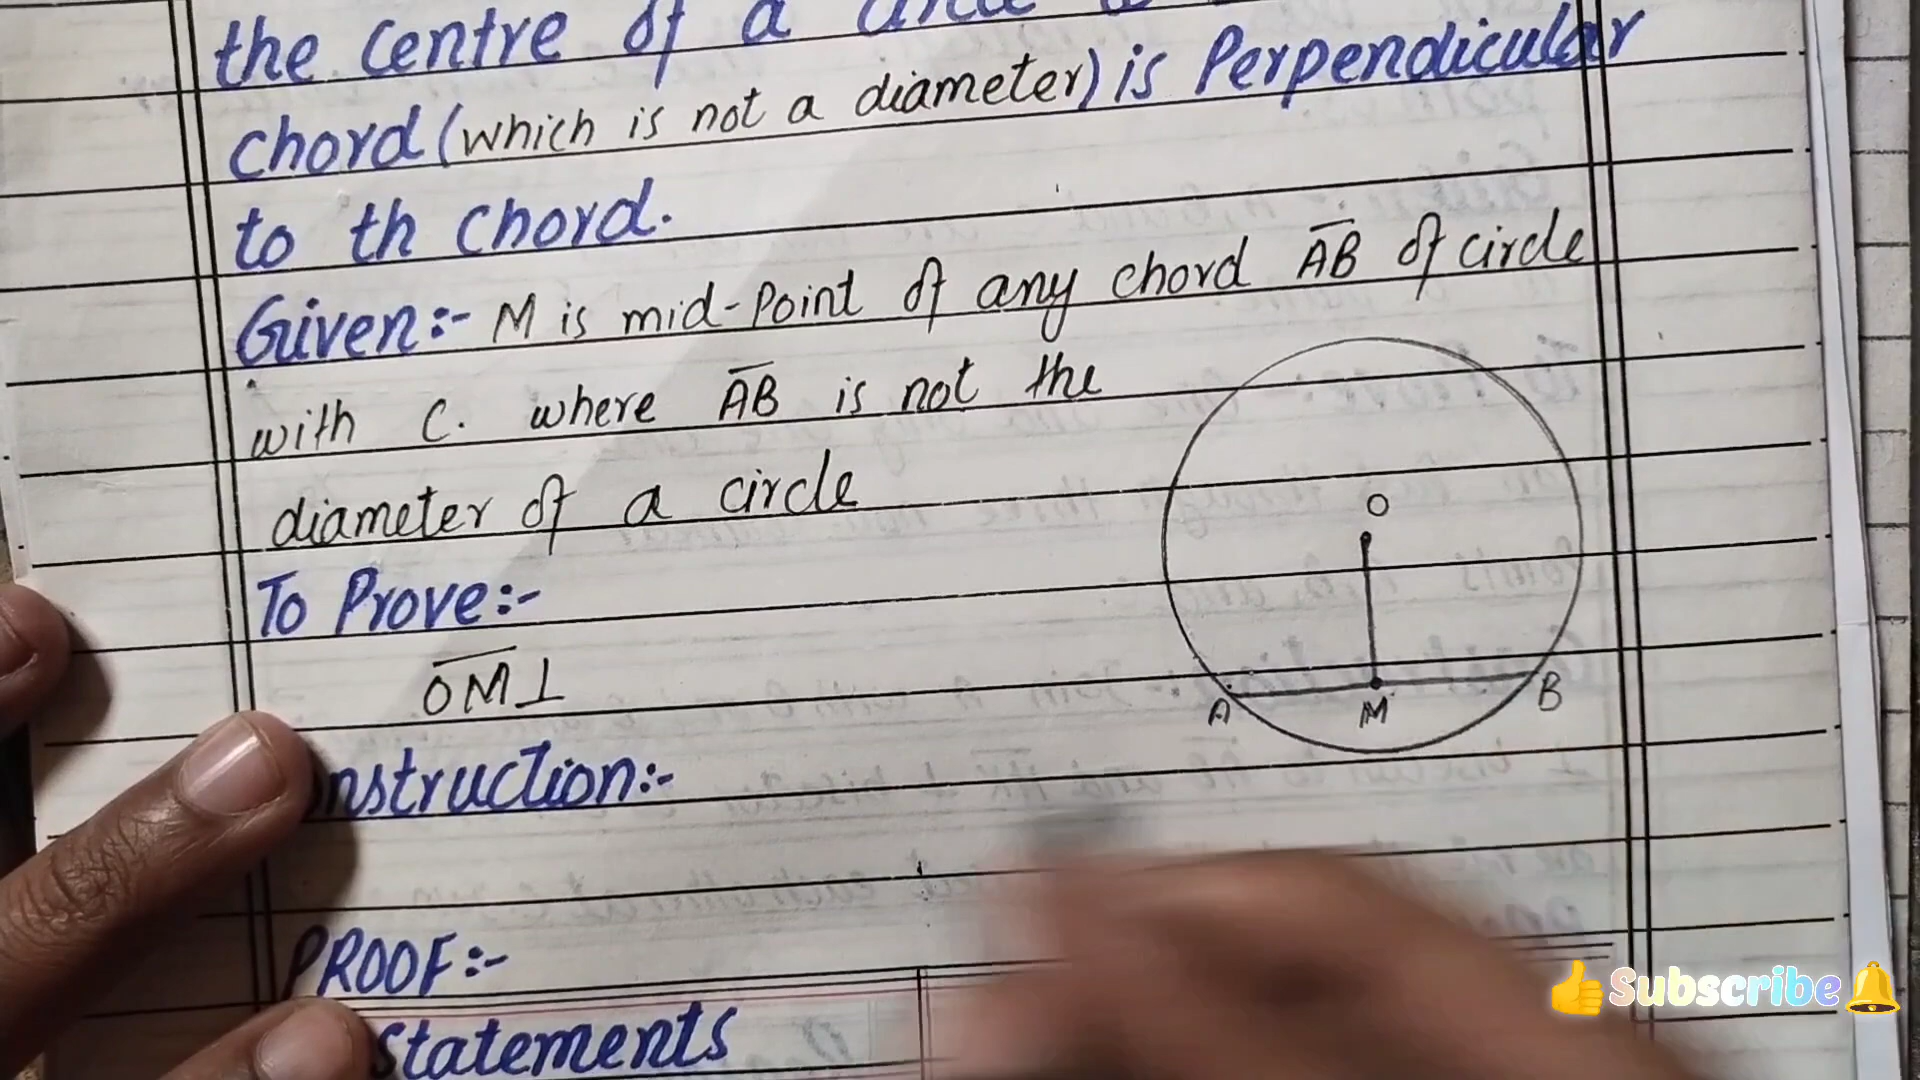 the centre of a circle
chord (which is not a diameter) is Perpendicular
to th chord.
Given:- M is mid-Point of any chord AB of circle
with C. where AB is not the
diameter of a circle
To Prove:-
OM⊥
nstruction:-
PROOF:-
Statements
O
A
M
B
Subscribe